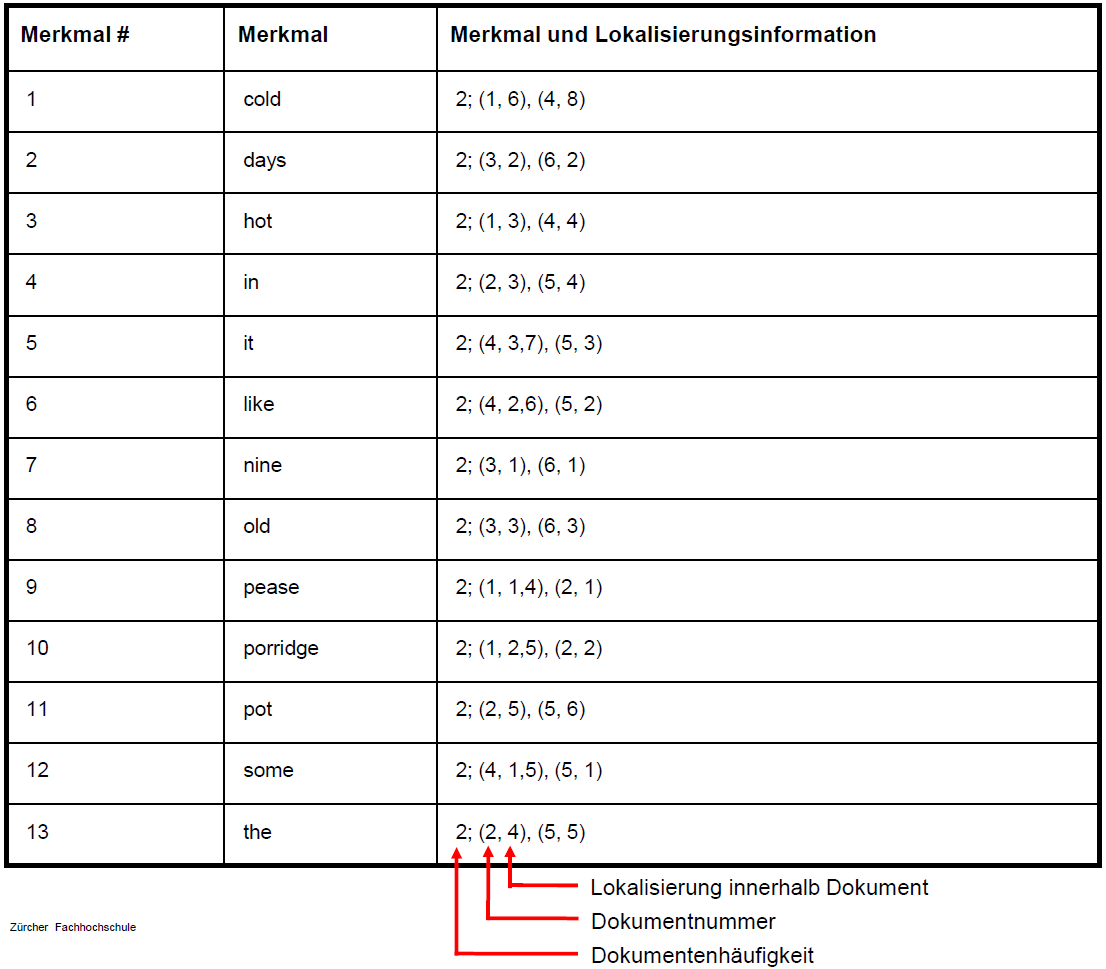 Merkmal # Merkmal Merkmal und Lokalisierungsinformation
1 cold 2; (1, 6), (4, 8)
2 days 2; (3, 2), (6, 2)
3 hot 2; (1, 3), (4, 4)
4 in 2; (2, 3), (5, 4)
5 it 2; (4, 3,7), (5, 3)
6 like 2; (4, 2,6), (5, 2)
7 nine 2; (3, 1), (6, 1)
8 old 2; (3, 3), (6, 3)
9 pease 2; (1, 1,4), (2, 1)
10 porridge 2; (1, 2,5), (2, 2)
11 pot 2; (2, 5), (5, 6)
12 some 2; (4, 1,5), (5, 1)
13 the 2; (2, 4), (5, 5)
Lokalisierung innerhalb Dokument
Dokumentnummer
Zürcher Fachhochschule
Dokumentenhäufigkeit